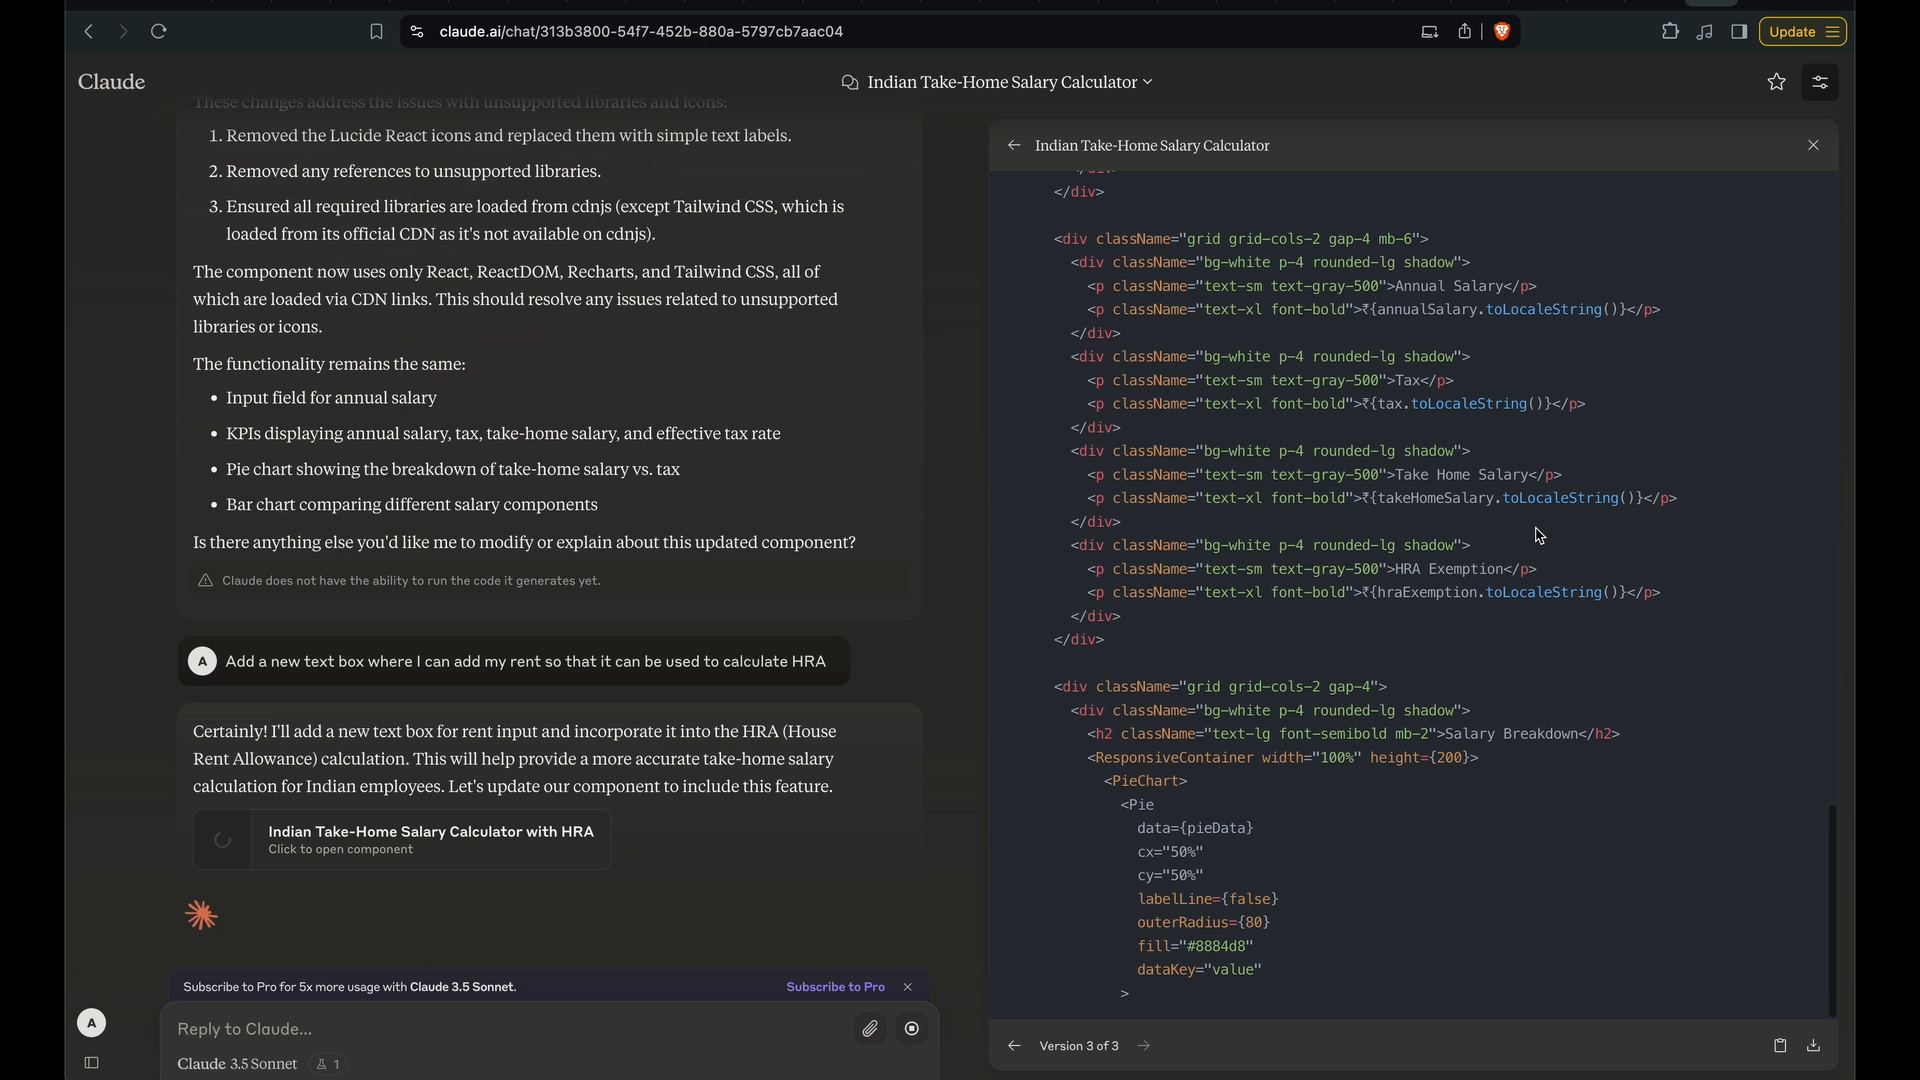 claude.ai/chat/313b3800-54f7-452b-880a-5797cb7aac04
Update
Claude
Indian Take-Home Salary Calculator
These changes address the issues with unsupported libraries and icons:
1. Removed the Lucide React icons and replaced them with simple text labels.
2. Removed any references to unsupported libraries.
3. Ensured all required libraries are loaded from cdnjs (except Tailwind CSS, which is
loaded from its official CDN as it's not available on cdnjs).
The component now uses only React, ReactDOM, Recharts, and Tailwind CSS, all of
which are loaded via CDN links. This should resolve any issues related to unsupported
libraries or icons.
The functionality remains the same:
• Input field for annual salary
• KPIs displaying annual salary, tax, take-home salary, and effective tax rate
• Pie chart showing the breakdown of take-home salary vs. tax
• Bar chart comparing different salary components
Is there anything else you'd like me to modify or explain about this updated component?
Claude does not have the ability to run the code it generates yet.
A
Add a new text box where I can add my rent so that it can be used to calculate HRA
Certainly! I'll add a new text box for rent input and incorporate it into the HRA (House
Rent Allowance) calculation. This will help provide a more accurate take-home salary
calculation for Indian employees. Let's update our component to include this feature.
Indian Take-Home Salary Calculator with HRA
Click to open component
Subscribe to Pro for 5x more usage with Claude 3.5 Sonnet.
Subscribe to Pro
A
Reply to Claude...
Claude 3.5 Sonnet
1
Indian Take-Home Salary Calculator
</div>
</div>
<div className="grid grid-cols-2 gap-4 mb-6">
<div className="bg-white p-4 rounded-lg shadow">
<p className="text-sm text-gray-500">Annual Salary</p>
<p className="text-xl font-bold">₹{annualSalary.toLocaleString()}</p>
</div>
<div className="bg-white p-4 rounded-lg shadow">
<p className="text-sm text-gray-500">Tax</p>
<p className="text-xl font-bold">₹{tax.toLocaleString()}</p>
</div>
<div className="bg-white p-4 rounded-lg shadow">
<p className="text-sm text-gray-500">Take Home Salary</p>
<p className="text-xl font-bold">₹{takeHomeSalary.toLocaleString()}</p>
</div>
<div className="bg-white p-4 rounded-lg shadow">
<p className="text-sm text-gray-500">HRA Exemption</p>
<p className="text-xl font-bold">₹{hraExemption.toLocaleString()}</p>
</div>
</div>
<div className="grid grid-cols-2 gap-4">
<div className="bg-white p-4 rounded-lg shadow">
<h2 className="text-lg font-semibold mb-2">Salary Breakdown</h2>
<ResponsiveContainer width="100%" height={200}>
<PieChart>
<Pie
data={pieData}
cx="50%"
cy="50%"
labelLine={false}
outerRadius={80}
fill="#8884d8"
dataKey="value"
>
Version 3 of 3